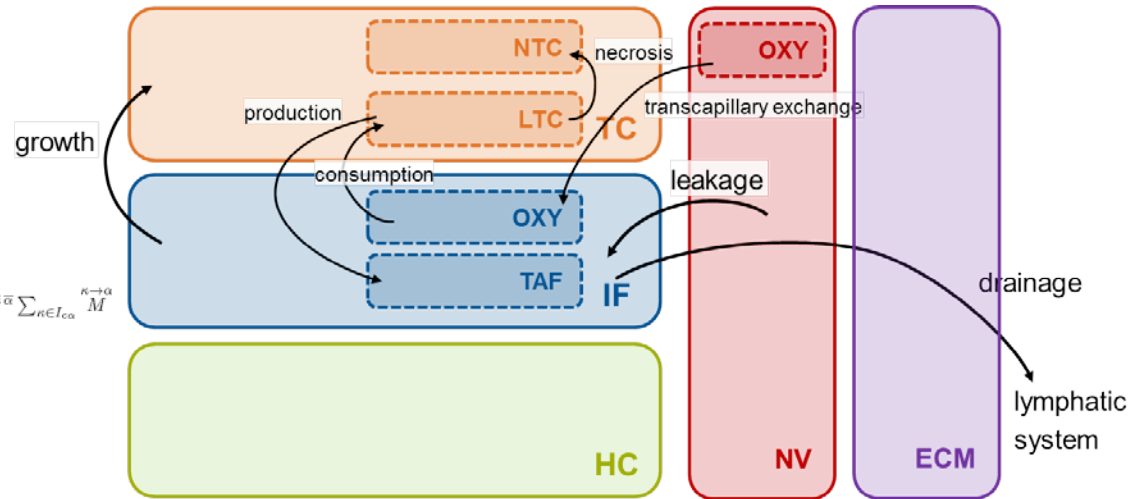 NTC
necrosis
OXY
production
LTC
transcapillary exchange
TC
growth
consumption
leakage
OXY
TAF
IF
drainage
∑κ∈Icα κ→α M
lymphatic
system
HC
NV
ECM